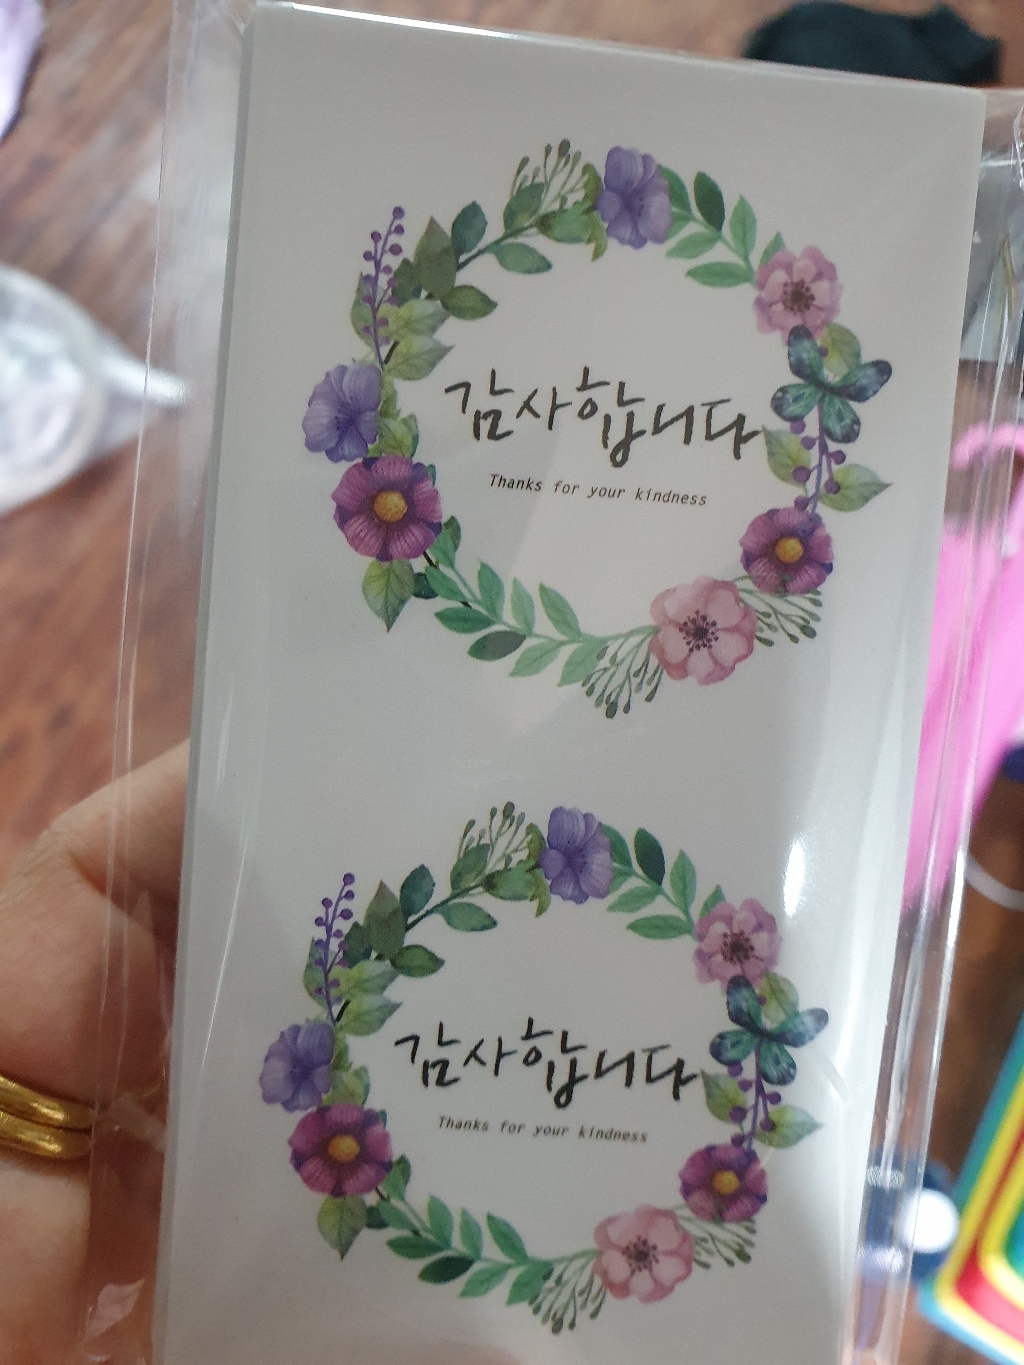 감사합니다
Thanks for your kindness
감사합니다
Thanks for your kindness